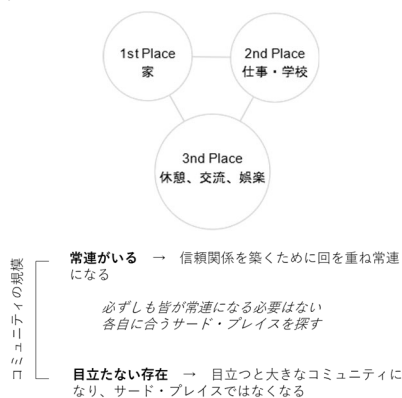 1st Place
家
2nd Place
仕事・学校
3nd Place
休憩、交流、娯楽
コミュニティの規模
常連がいる → 信頼関係を築くために回を重ね常連
になる
必ずしも皆が常連になる必要はない
各自に合うサード・プレイスを探す
目立たない存在 → 目立つと大きなコミュニティに
なり、サード・プレイスではなくなる